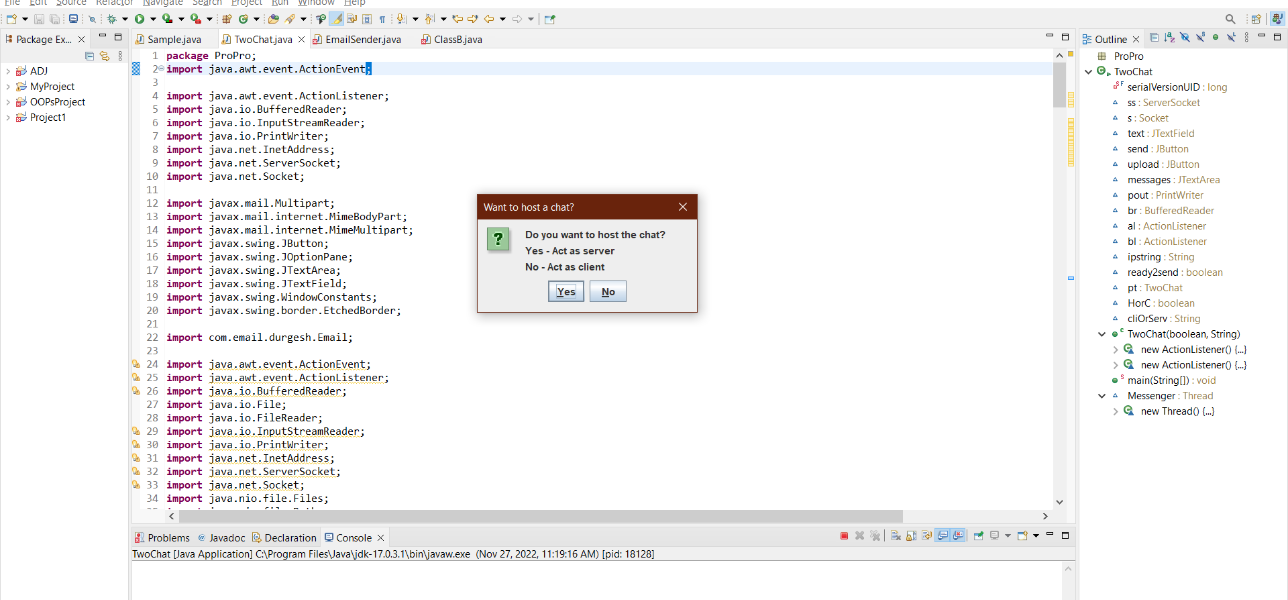 File Edit Source Refactor Navigate Search Project Run Window Help
Package Ex...
ADJ
MyProject
OOPsProject
Project1
Sample.java TwoChat.java EmailSender.java ClassB.java
1 package ProPro;
2 import java.awt.event.ActionEvent;
3
4 import java.awt.event.ActionListener;
5 import java.io.BufferedReader;
6 import java.io.InputStreamReader;
7 import java.io.PrintWriter;
8 import java.net.InetAddress;
9 import java.net.ServerSocket;
10 import java.net.Socket;
11
12 import javax.mail.Multipart;
13 import javax.mail.internet.MimeBodyPart;
14 import javax.mail.internet.MimeMultipart;
15 import javax.swing.JButton;
16 import javax.swing.JOptionPane;
17 import javax.swing.JTextArea;
18 import javax.swing.JTextField;
19 import javax.swing.WindowConstants;
20 import javax.swing.border.EtchedBorder;
21
22 import com.email.durgesh.Email;
23
24 import java.awt.event.ActionEvent;
25 import java.awt.event.ActionListener;
26 import java.io.BufferedReader;
27 import java.io.File;
28 import java.io.FileReader;
29 import java.io.InputStreamReader;
30 import java.io.PrintWriter;
31 import java.net.InetAddress;
32 import java.net.ServerSocket;
33 import java.net.Socket;
34 import java.nio.file.Files;
Want to host a chat?
Do you want to host the chat?
Yes - Act as server
No - Act as client
Yes No
Problems Javadoc Declaration Console
TwoChat [Java Application] C:\Program Files\Java\jdk-17.0.3.1\bin\javaw.exe (Nov 27, 2022, 11:19:16 AM) [pid: 18128]
Outline
ProPro
TwoChat
serialVersionUID : long
ss : ServerSocket
s : Socket
text : JTextField
send : JButton
upload : JButton
messages : JTextArea
pout : PrintWriter
br : BufferedReader
al : ActionListener
bl : ActionListener
ipstring : String
ready2send : boolean
pt : TwoChat
HorC : boolean
cliOrServ : String
TwoChat(boolean, String)
new ActionListener() {...}
new ActionListener() {...}
main(String[]) : void
Messenger : Thread
new Thread() {...}